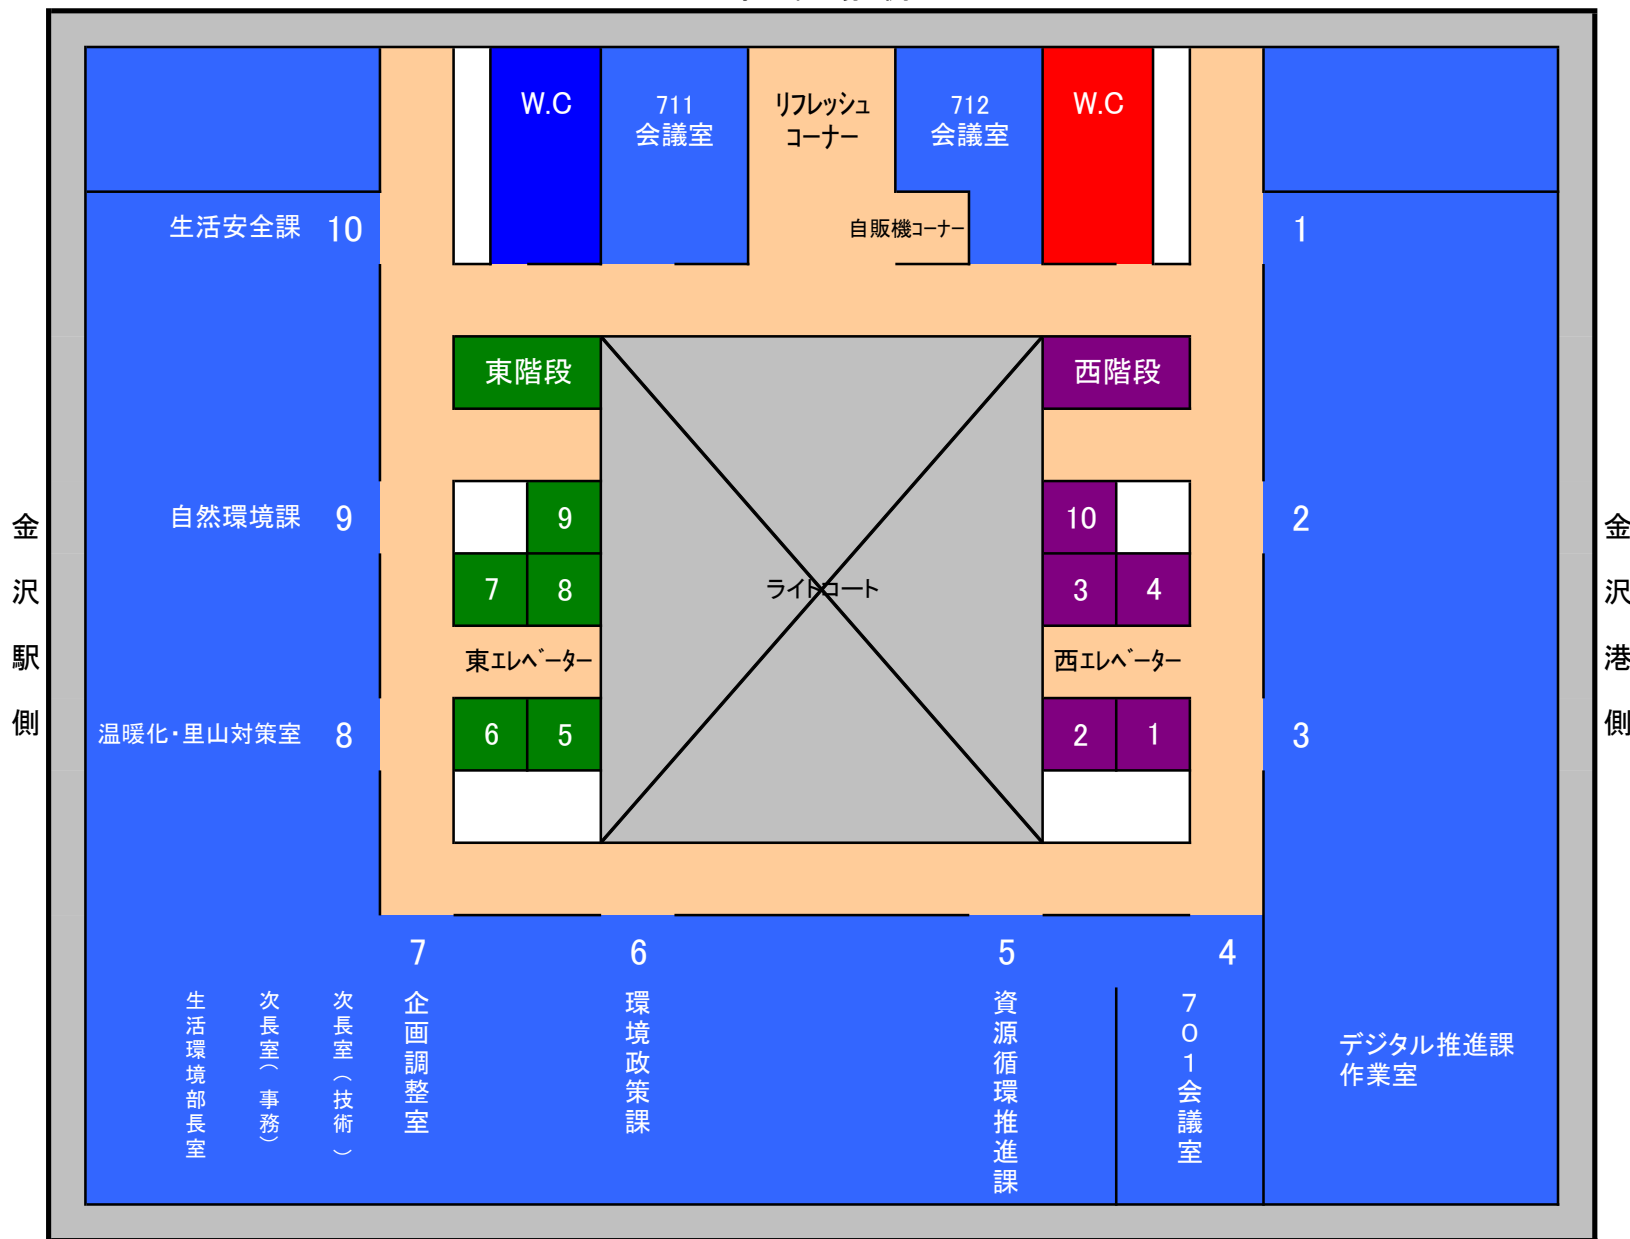 W.C
711
会議室
リフレッシュ
コーナー
712
会議室
W.C
生活安全課 10
自販機コーナー
1
東階段
西階段
自然環境課 9
9
10
2
7 8
ライトコート
3 4
東エレベーター
西エレベーター
温暖化・里山対策室 8
6 5
2 1
3
金沢駅側
金沢港側
7
6
5
4
生活環境部長室
次長室(事務)
次長室(技術)
企画調整室
環境政策課
資源循環推進課
701会議室
デジタル推進課
作業室